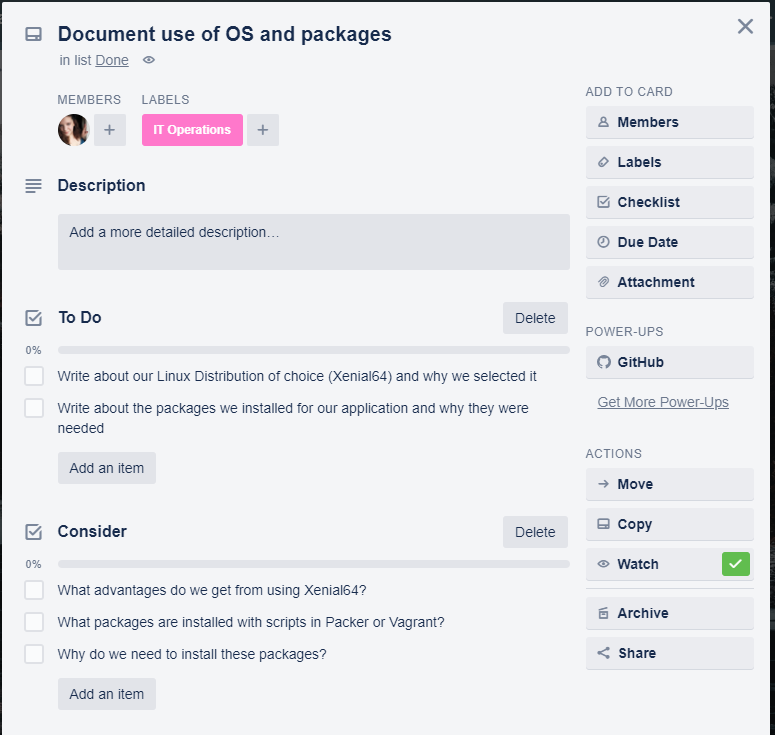 Document use of OS and packages
in list Done
MEMBERS LABELS
+ IT Operations +
Description
Add a more detailed description…
To Do Delete
0%
Write about our Linux Distribution of choice (Xenial64) and why we selected it
Write about the packages we installed for our application and why they were
needed
Add an item
Consider Delete
0%
What advantages do we get from using Xenial64?
What packages are installed with scripts in Packer or Vagrant?
Why do we need to install these packages?
Add an item
ADD TO CARD
Members
Labels
Checklist
Due Date
Attachment
POWER-UPS
GitHub
Get More Power-Ups
ACTIONS
Move
Copy
Watch
Archive
Share